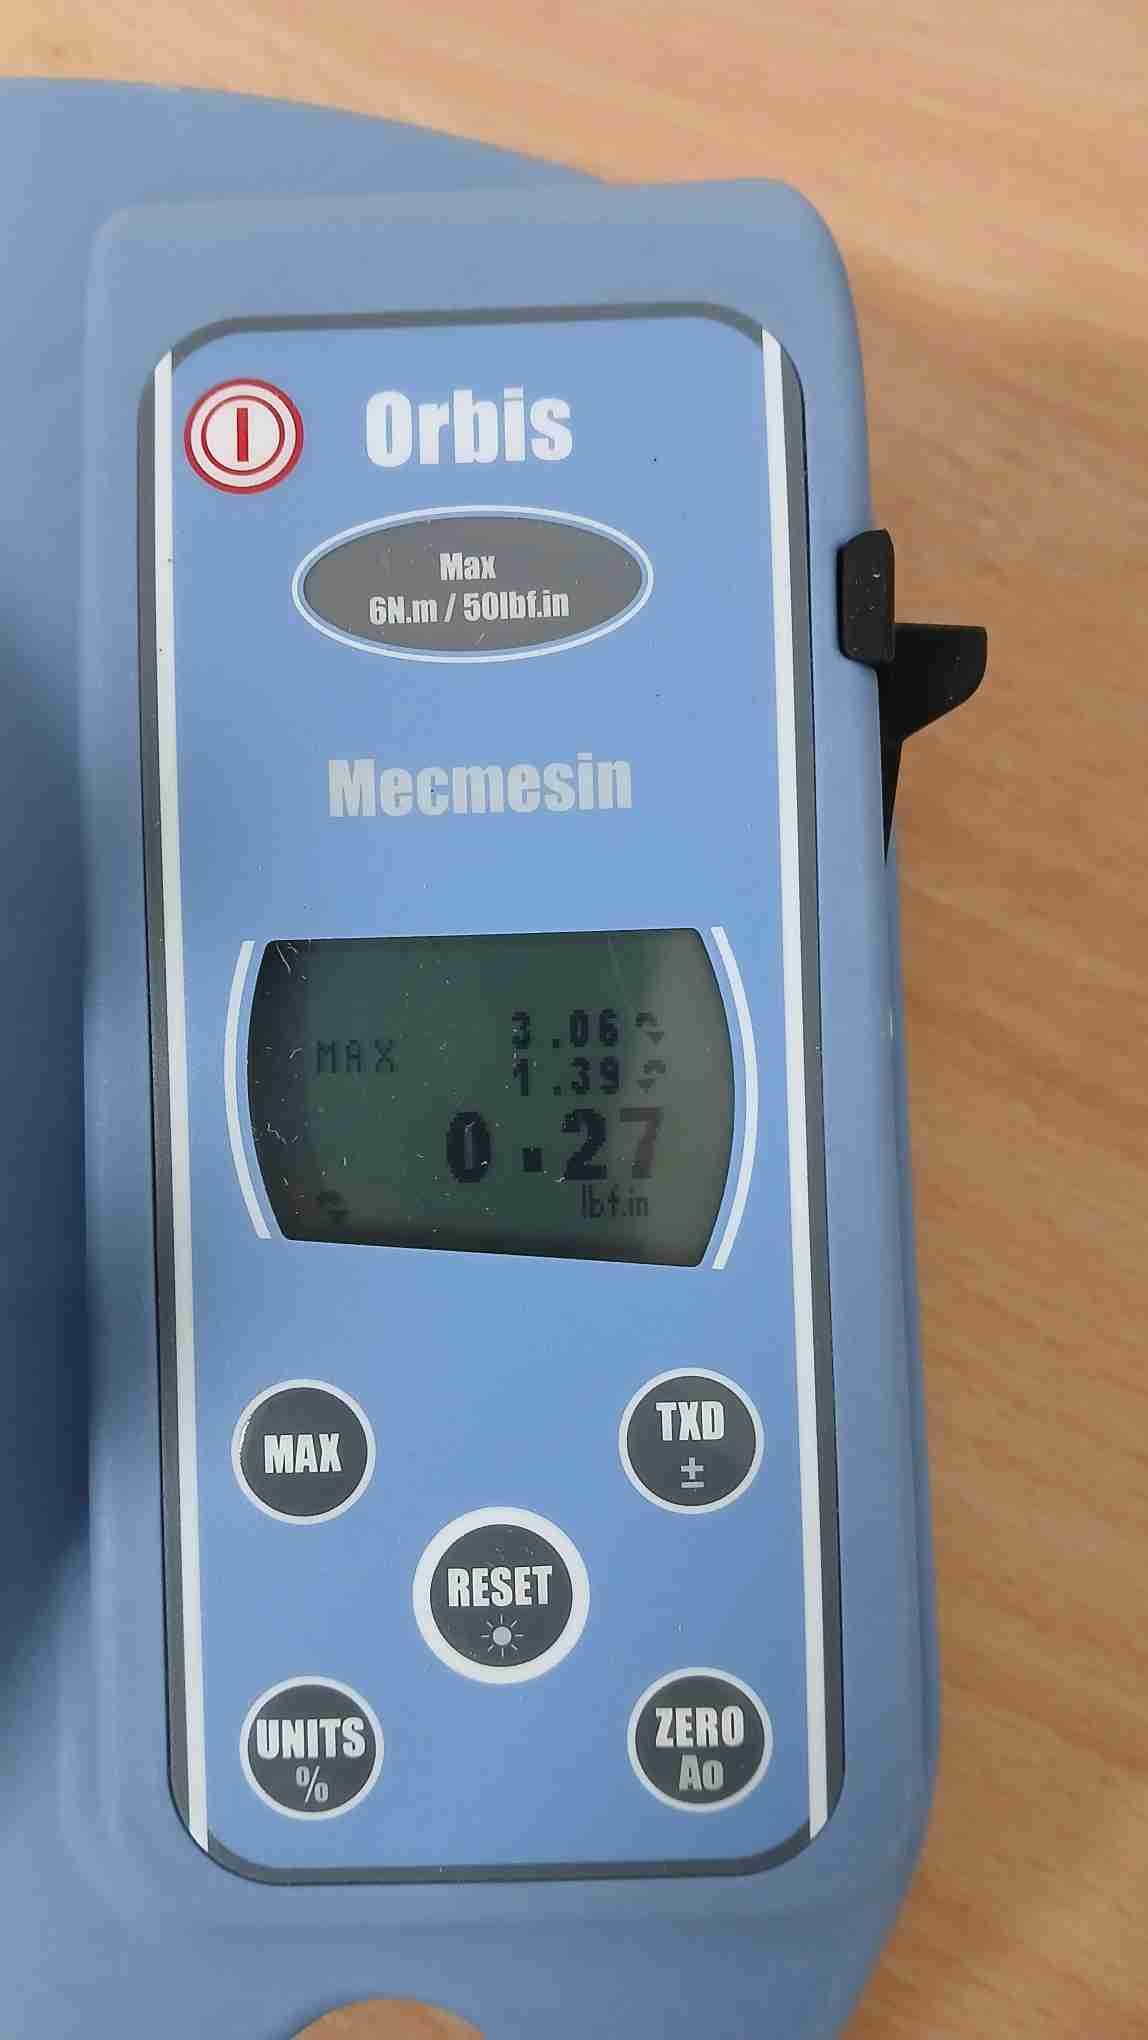 Orbis
Max
6N.m / 50lbf.in
Mecmesin
3.06
MAX
1.39
0.27
lbf.in
MAX
TXD
±
RESET
UNITS
%
ZERO
Ao